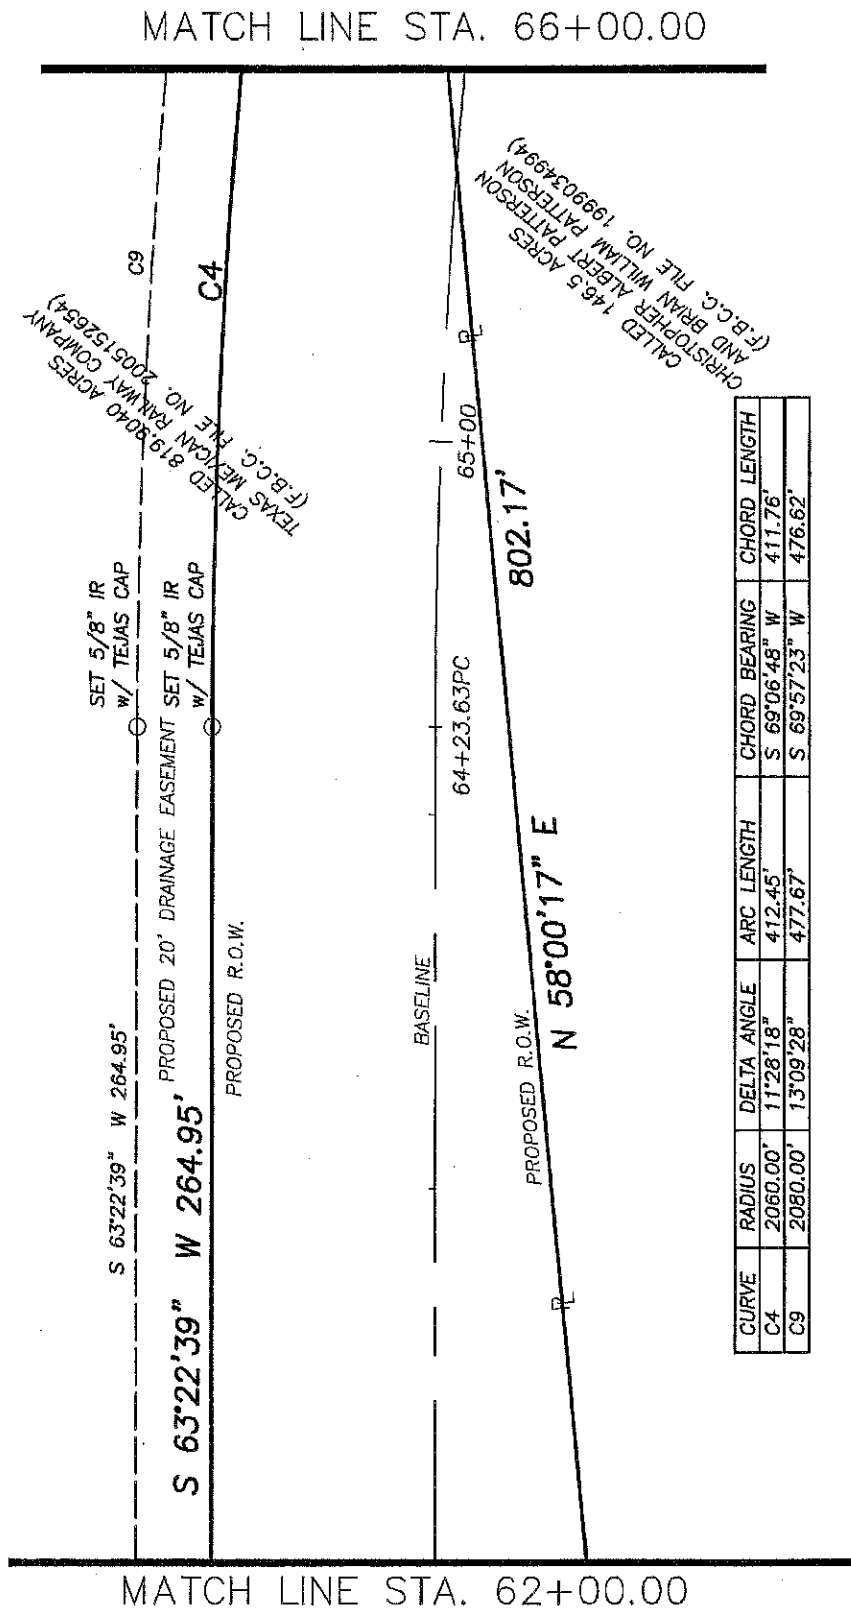 MATCH LINE STA. 66+00.00
C9
C4
CALLED 819.9040 ACRES
TEXAS MEXICAN RAILWAY COMPANY
(F.B.C.C. FILE NO. 2005152654)
CALLED 146.5 ACRES
CHRISTOPHER ALBERT PATTERSON
AND BRIAN WILLIAM PATTERSON
(F.B.C.C. FILE NO. 1999034994)
SET 5/8" IR
w/ TEJAS CAP
SET 5/8" IR
w/ TEJAS CAP
PROPOSED 20' DRAINAGE EASEMENT
S 63°22'39" W 264.95'
S 63°22'39" W 264.95'
PROPOSED R.O.W.
BASELINE
64+23.63PC
65+00
PL
802.17'
N 58°00'17" E
PROPOSED R.O.W.
PL
CURVE RADIUS DELTA ANGLE ARC LENGTH CHORD BEARING CHORD LENGTH
C4 2060.00' 11°28'18" 412.45' S 69°06'48" W 411.76'
C9 2080.00' 13°09'28" 477.67' S 69°57'23" W 476.62'
MATCH LINE STA. 62+00.00